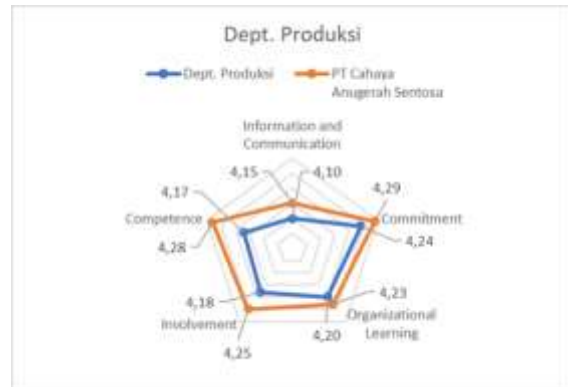 Dept. Produksi
Dept. Produksi
PT Cahaya
Anugerah Sentosa
Information and
Communication
4,15
4,10
4,17
4,29
Competence
Commitment
4,28
4,24
4,18
4,23
Involvement
Organizational
4,20
Learning
4,25